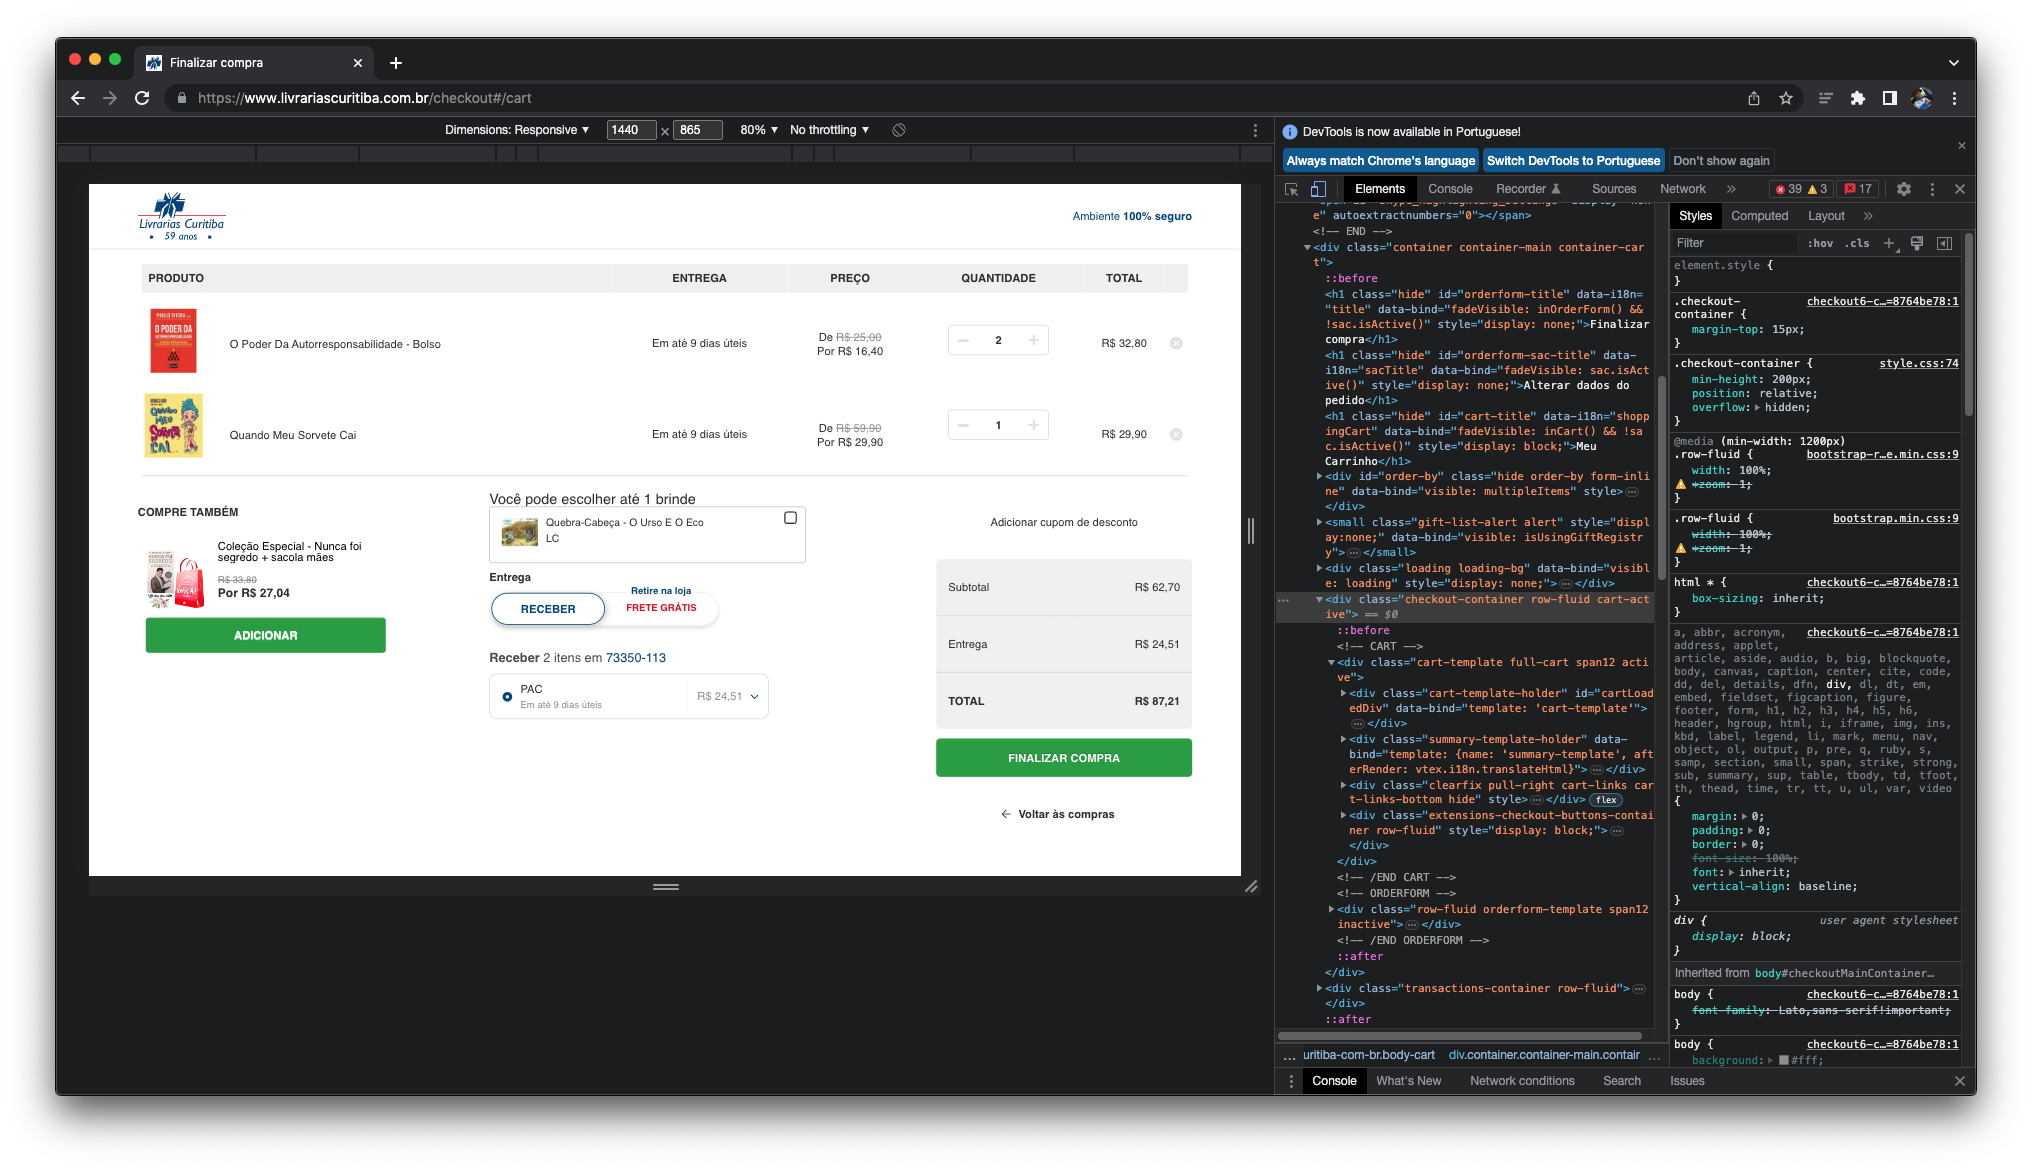 Finalizar compra
https://www.livrariascuritiba.com.br/checkout#/cart
Dimensions: Responsive ▼ 1440 × 865 80% ▼ No throttling ▼
Livrarias Curitiba
• 59 anos •
Ambiente 100% seguro
PRODUTO ENTREGA PREÇO QUANTIDADE TOTAL
O Poder Da Autorresponsabilidade - Bolso Em até 9 dias úteis De R$ 25,00 Por R$ 16,40 2 R$ 32,80
Quando Meu Sorvete Cai Em até 9 dias úteis De R$ 59,90 Por R$ 29,90 1 R$ 29,90
COMPRE TAMBÉM
Coleção Especial - Nunca foi
segredo + sacola mães
R$ 33,80
Por R$ 27,04
ADICIONAR
Você pode escolher até 1 brinde
Quebra-Cabeça - O Urso E O Eco
LC
Entrega
RECEBER
Retire na loja
FRETE GRÁTIS
Receber 2 itens em 73350-113
PAC
Em até 9 dias úteis
R$ 24,51
Adicionar cupom de desconto
Subtotal R$ 62,70
Entrega R$ 24,51
TOTAL R$ 87,21
FINALIZAR COMPRA
← Voltar às compras
DevTools is now available in Portuguese!
Always match Chrome's language Switch DevTools to Portuguese Don't show again
Elements Console Recorder Sources Network » 39 3 17
e" autoextractnumbers="0"></span>
<!-- END -->
<div class="container container-main container-car
t">
::before
<h1 class="hide" id="orderform-title" data-i18n=
"title" data-bind="fadeVisible: inOrderForm() &&
!sac.isActive()" style="display: none;">Finalizar
compra</h1>
<h1 class="hide" id="orderform-sac-title" data-
i18n="sacTitle" data-bind="fadeVisible: sac.isAct
ive()" style="display: none;">Alterar dados do
pedido</h1>
<h1 class="hide" id="cart-title" data-i18n="shopp
ingCart" data-bind="fadeVisible: inCart() && !sa
c.isActive()" style="display: block;">Meu
Carrinho</h1>
<div id="order-by" class="hide order-by form-inli
ne" data-bind="visible: multipleItems" style>…
</div>
<small class="gift-list-alert alert" style="displ
ay:none;" data-bind="visible: isUsingGiftRegistr
y">…</small>
<div class="loading loading-bg" data-bind="visibl
e: loading" style="display: none;">…</div>
<div class="checkout-container row-fluid cart-act
ive"> == $0
::before
<!-- CART -->
<div class="cart-template full-cart span12 acti
ve">
<div class="cart-template-holder" id="cartLoad
edDiv" data-bind="template: 'cart-template'">
…</div>
<div class="summary-template-holder" data-
bind="template: {name: 'summary-template', aft
erRender: vtex.i18n.translateHtml}">…</div>
<div class="clearfix pull-right cart-links car
t-links-bottom hide" style>…</div> flex
<div class="extensions-checkout-buttons-contai
ner row-fluid" style="display: block;">…
</div>
</div>
<!-- /END CART -->
<!-- ORDERFORM -->
<div class="row-fluid orderform-template span12
inactive">…</div>
<!-- /END ORDERFORM -->
::after
</div>
<div class="transactions-container row-fluid">…
</div>
::after
... uritiba-com-br.body-cart div.container.container-main.contair ...
Styles Computed Layout »
Filter :hov .cls +
element.style {
}
.checkout- checkout6-c…=8764be78:1
container {
margin-top: 15px;
}
.checkout-container { style.css:74
min-height: 200px;
position: relative;
overflow: hidden;
}
@media (min-width: 1200px)
.row-fluid { bootstrap-r…e.min.css:9
width: 100%;
*zoom: 1;
}
.row-fluid { bootstrap.min.css:9
width: 100%;
*zoom: 1;
}
html * { checkout6-c…=8764be78:1
box-sizing: inherit;
}
a, abbr, acronym, checkout6-c…=8764be78:1
address, applet,
article, aside, audio, b, big, blockquote,
body, canvas, caption, center, cite, code,
dd, del, details, dfn, div, dl, dt, em,
embed, fieldset, figcaption, figure,
footer, form, h1, h2, h3, h4, h5, h6,
header, hgroup, html, i, iframe, img, ins,
kbd, label, legend, li, mark, menu, nav,
object, ol, output, p, pre, q, ruby, s,
samp, section, small, span, strike, strong,
sub, summary, sup, table, tbody, td, tfoot,
th, thead, time, tr, tt, u, ul, var, video
{
margin: 0;
padding: 0;
border: 0;
font-size: 100%;
font: inherit;
vertical-align: baseline;
}
div { user agent stylesheet
display: block;
}
Inherited from body#checkoutMainContainer…
body { checkout6-c…=8764be78:1
font-family: Lato,sans-serif!important;
}
body { checkout6-c…=8764be78:1
background: #fff;
Console What's New Network conditions Search Issues